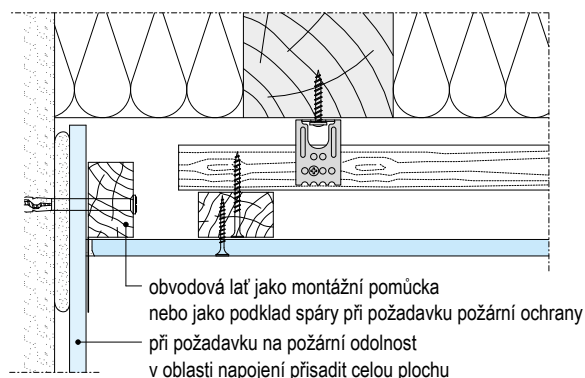 obvodová lať jako montážní pomůcka
nebo jako podklad spáry při požadavku požární ochrany
při požadavku na požární odolnost
v oblasti napojení přisadit celou plochu